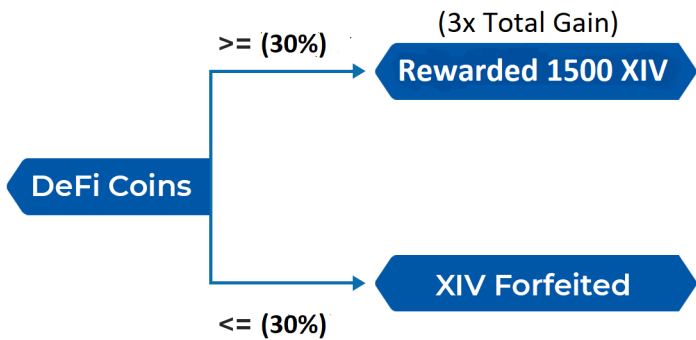 (3x Total Gain)
>= (30%)
Rewarded 1500 XIV
DeFi Coins
XIV Forfeited
<= (30%)